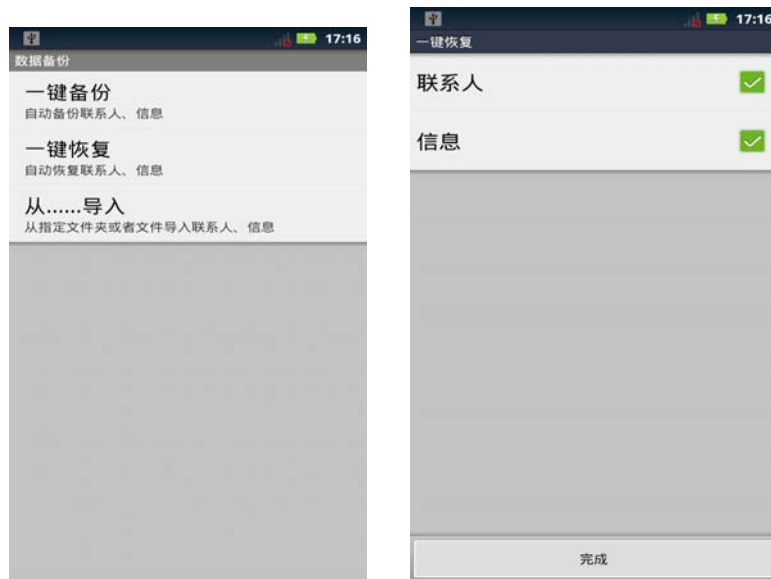 17:16
数据备份
一键备份
自动备份联系人、信息
一键恢复
自动恢复联系人、信息
从......导入
从指定文件夹或者文件导入联系人、信息
17:16
一键恢复
联系人
信息
完成